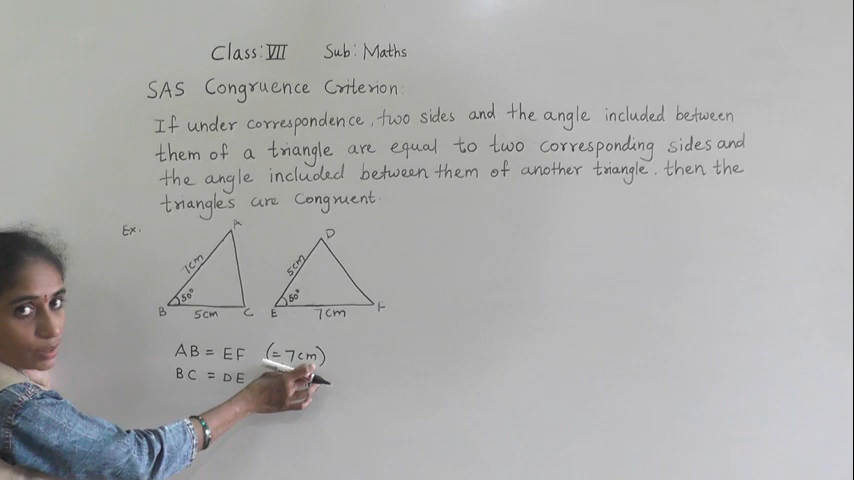 Class: VII Sub: Maths
SAS Congruence Criterion:
If under correspondence, two sides and the angle included between
them of a triangle are equal to two corresponding sides and
the angle included between them of another triangle. then the
triangles are Congruent.
Ex.
A
7cm
50°
B 5cm C
D
5cm
50°
E 7cm F
AB = EF (= 7cm)
BC = DE